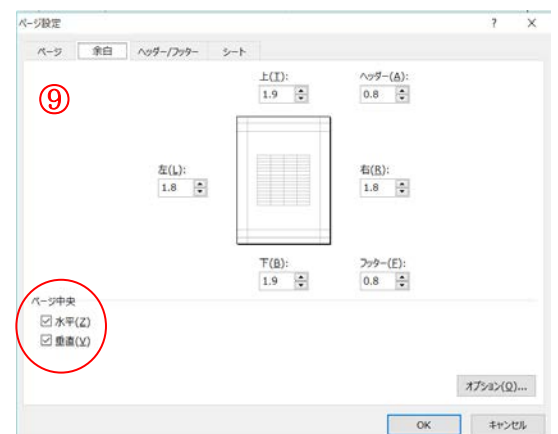 ページ設定 ? ×
ページ 余白 ヘッダー/フッター シート
⑨
上(T): ヘッダー(A):
1.9 0.8
左(L): 右(R):
1.8 1.8
下(B): フッター(F):
1.9 0.8
ページ中央
水平(Z)
垂直(V)
オプション(O)...
OK キャンセル